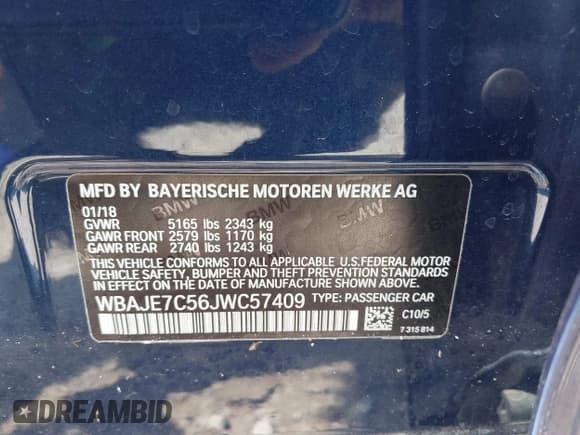 MFD BY BAYERISCHE MOTOREN WERKE AG
01/18
GVWR 5165 lbs 2343 kg
GAWR FRONT 2579 lbs 1170 kg
GAWR REAR 2740 lbs 1243 kg
THIS VEHICLE CONFORMS TO ALL APPLICABLE U.S.FEDERAL MOTOR
VEHICLE SAFETY, BUMPER AND THEFT PREVENTION STANDARDS
IN EFFECT ON THE DATE OF MANUFACTURE SHOWN ABOVE.
WBAJE7C56JWC57409 TYPE: PASSENGER CAR
C10/5
7 315 814
BMW
BMW
BMW
DREAMBID